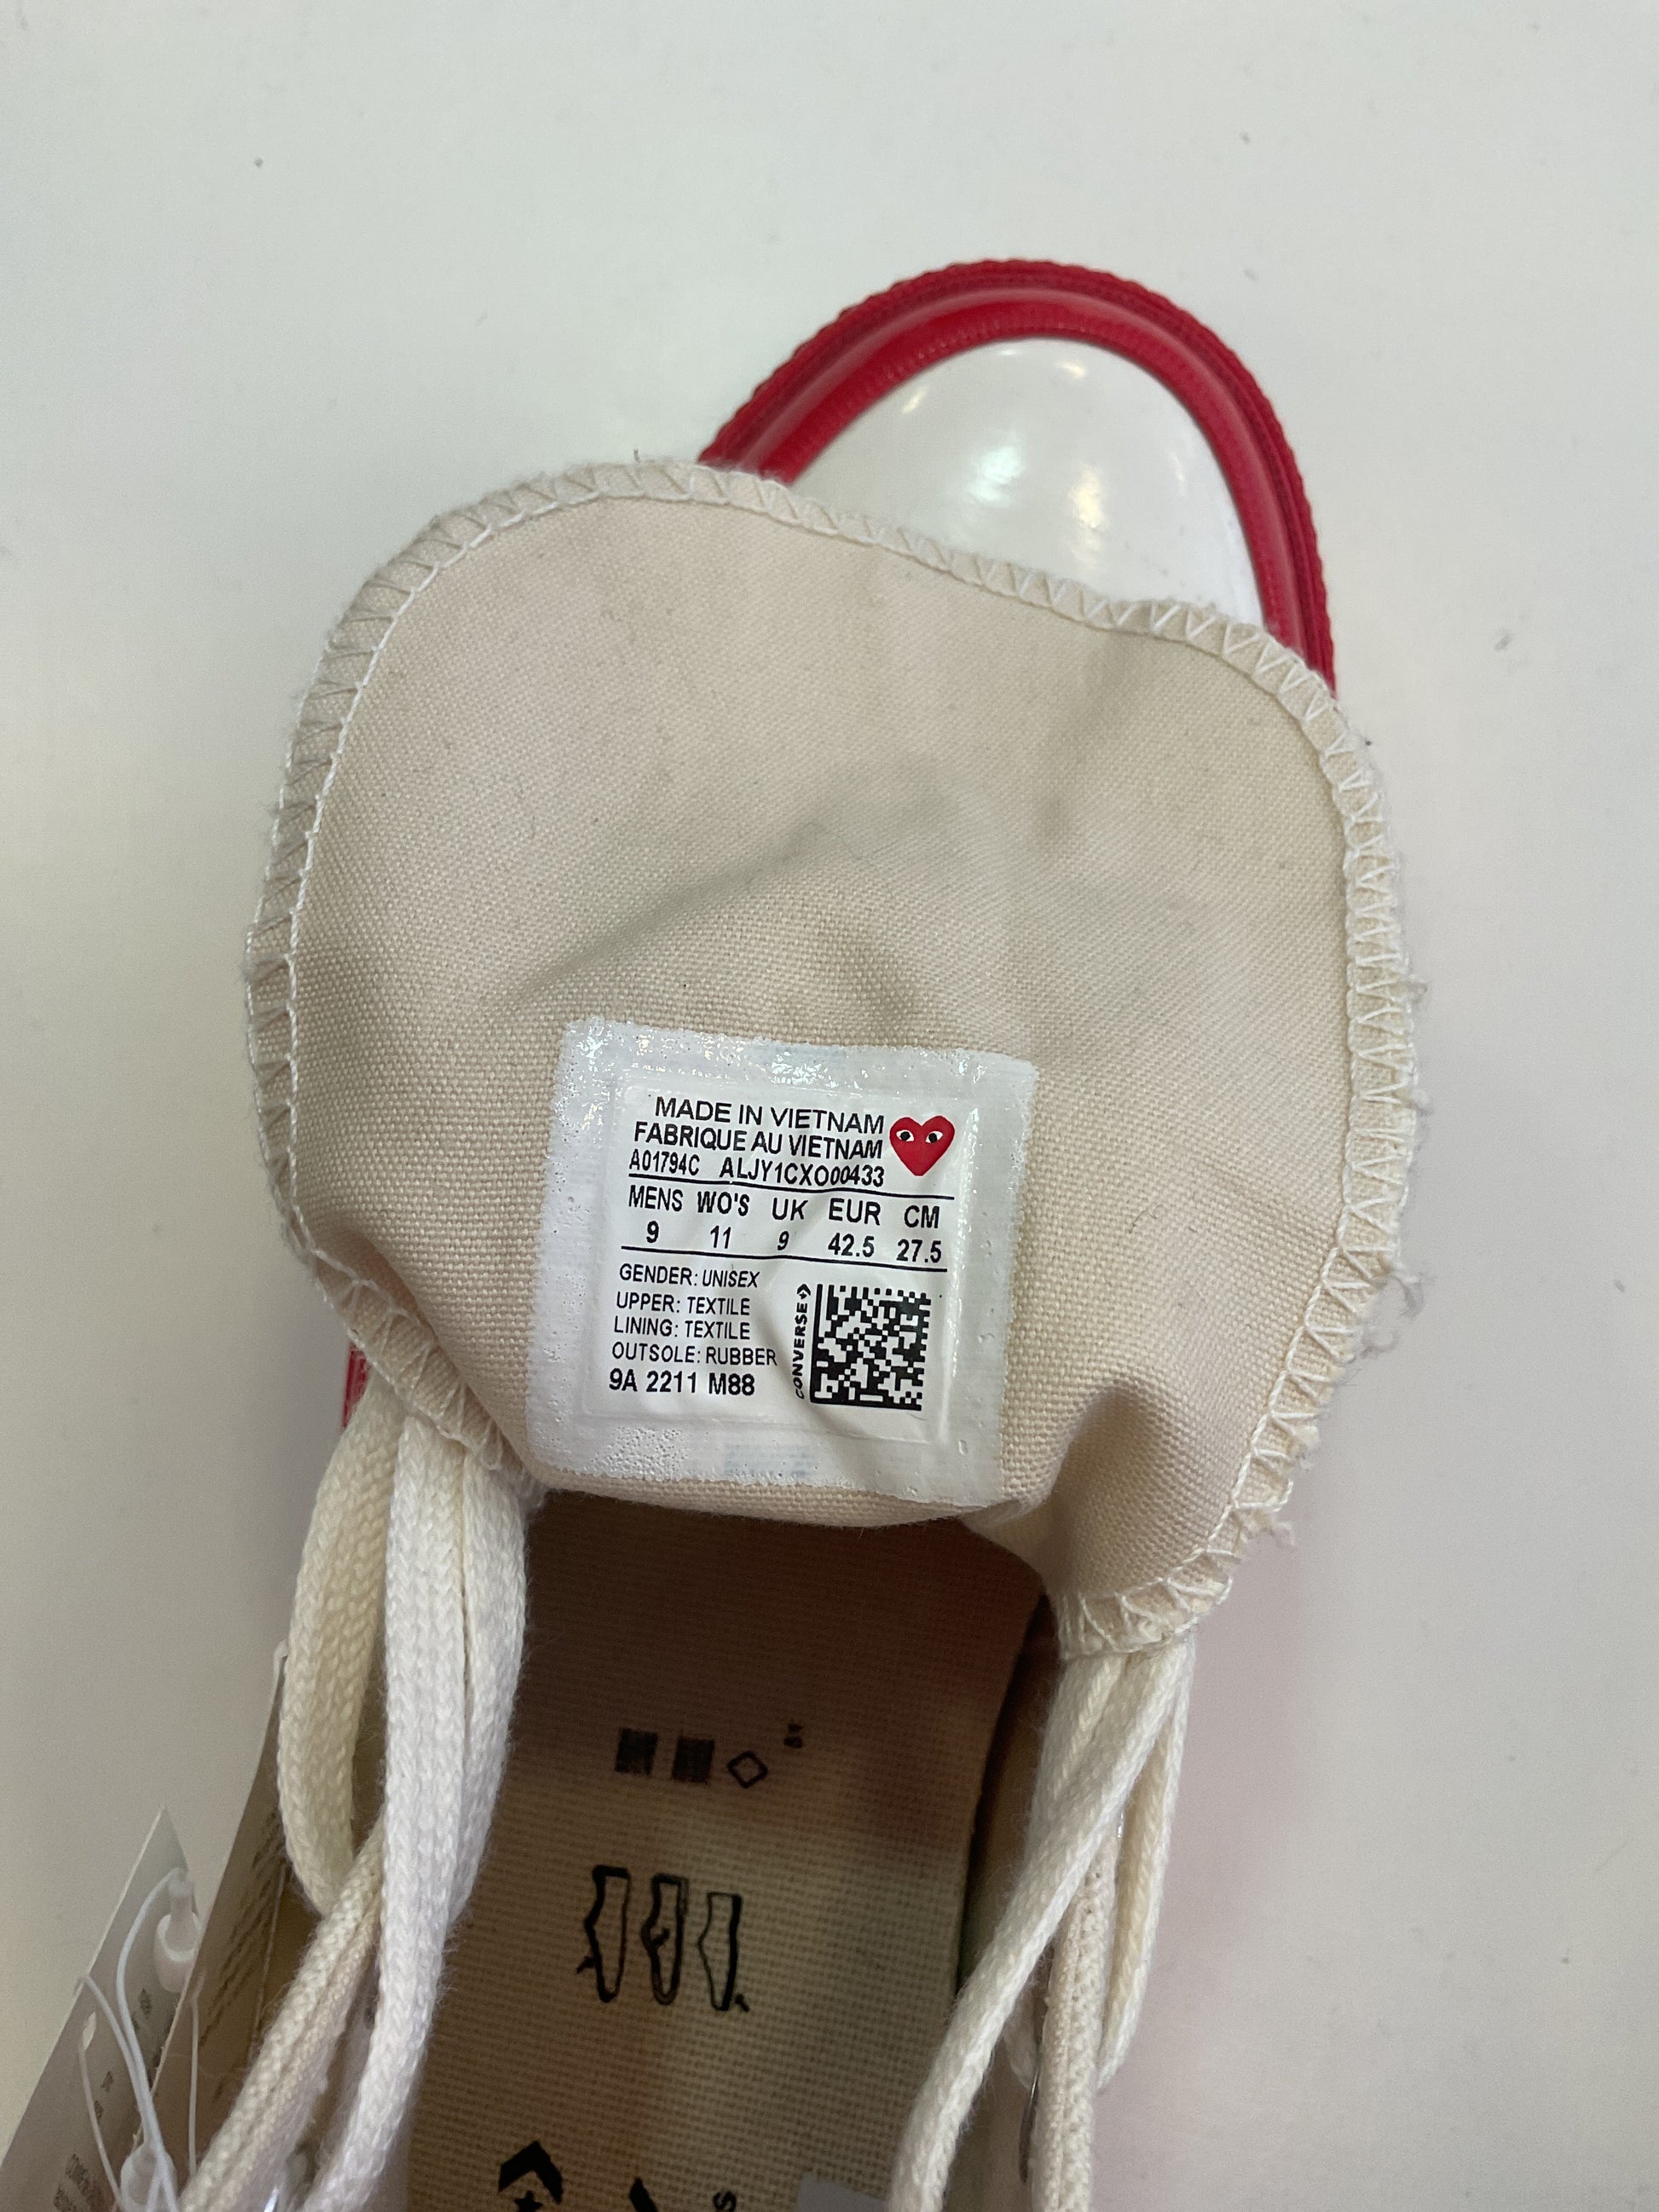 MADE IN VIETNAM
FABRIQUE AU VIETNAM
A01794C ALJY1CXO00433
MENS WO'S UK EUR CM
9 11 9 42.5 27.5
GENDER: UNISEX
UPPER: TEXTILE
LINING: TEXTILE
OUTSOLE: RUBBER
9A 2211 M88
CONVERSE